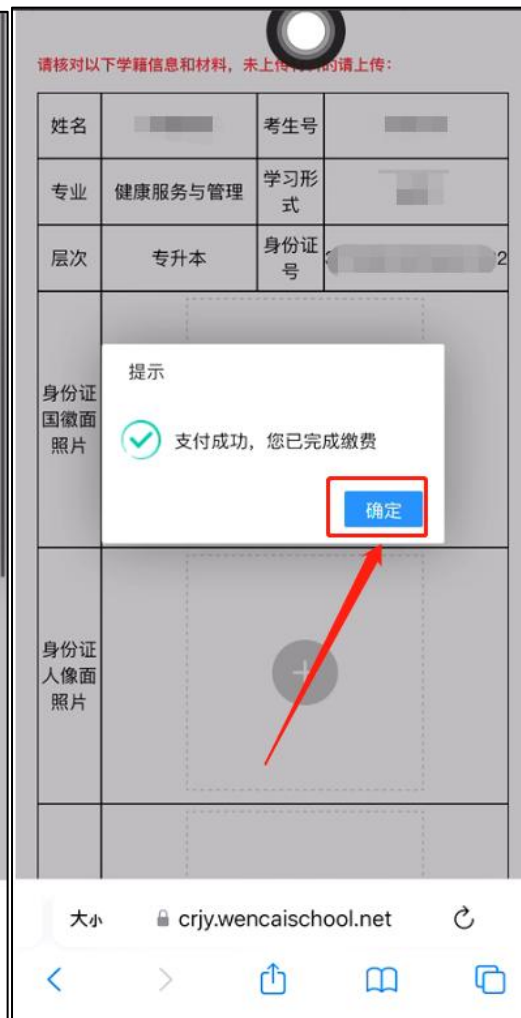 请核对以下学籍信息和材料，未上传的请上传：
姓名
考生号
专业
健康服务与管理
学习形
式
层次
专升本
身份证
号
2
提示
支付成功，您已完成缴费
确定
身份证
国徽面
照片
身份证
人像面
照片
大小
crjy.wencaischool.net